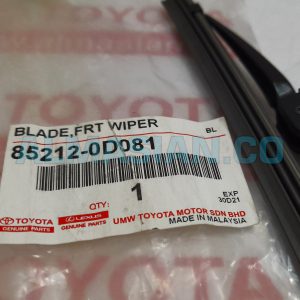 TOYOTA
BLADE,FRT WIPER
BL
85212-0D081
QTY:
1
EXP
30D21
TOYOTA
GENUINE PARTS
LEXUS
GENUINE PARTS
UMW TOYOTA MOTOR SDN BHD
MADE IN MALAYSIA
TOYOTA